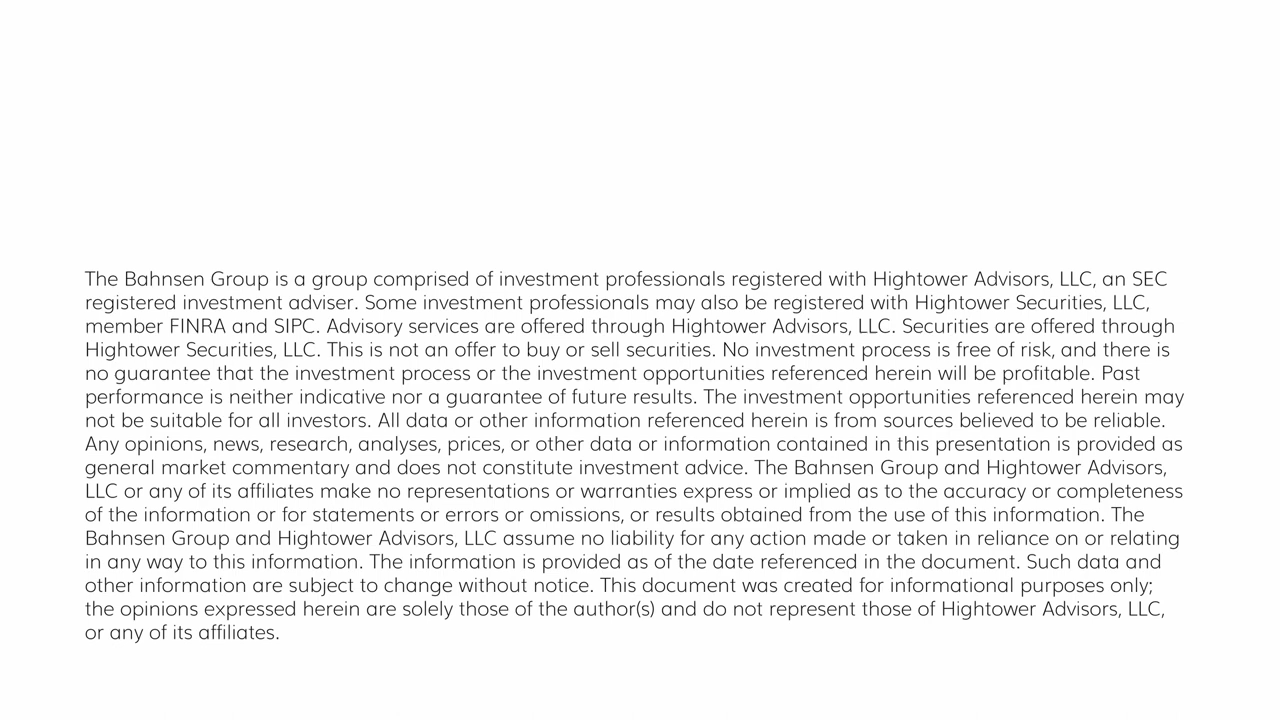 The Bahnsen Group is a group comprised of investment professionals registered with Hightower Advisors, LLC, an SEC
registered investment adviser. Some investment professionals may also be registered with Hightower Securities, LLC,
member FINRA and SIPC. Advisory services are offered through Hightower Advisors, LLC. Securities are offered through
Hightower Securities, LLC. This is not an offer to buy or sell securities. No investment process is free of risk, and there is
no guarantee that the investment process or the investment opportunities referenced herein will be profitable. Past
performance is neither indicative nor a guarantee of future results. The investment opportunities referenced herein may
not be suitable for all investors. All data or other information referenced herein is from sources believed to be reliable.
Any opinions, news, research, analyses, prices, or other data or information contained in this presentation is provided as
general market commentary and does not constitute investment advice. The Bahnsen Group and Hightower Advisors,
LLC or any of its affiliates make no representations or warranties express or implied as to the accuracy or completeness
of the information or for statements or errors or omissions, or results obtained from the use of this information. The
Bahnsen Group and Hightower Advisors, LLC assume no liability for any action made or taken in reliance on or relating
in any way to this information. The information is provided as of the date referenced in the document. Such data and
other information are subject to change without notice. This document was created for informational purposes only;
the opinions expressed herein are solely those of the author(s) and do not represent those of Hightower Advisors, LLC,
or any of its affiliates.